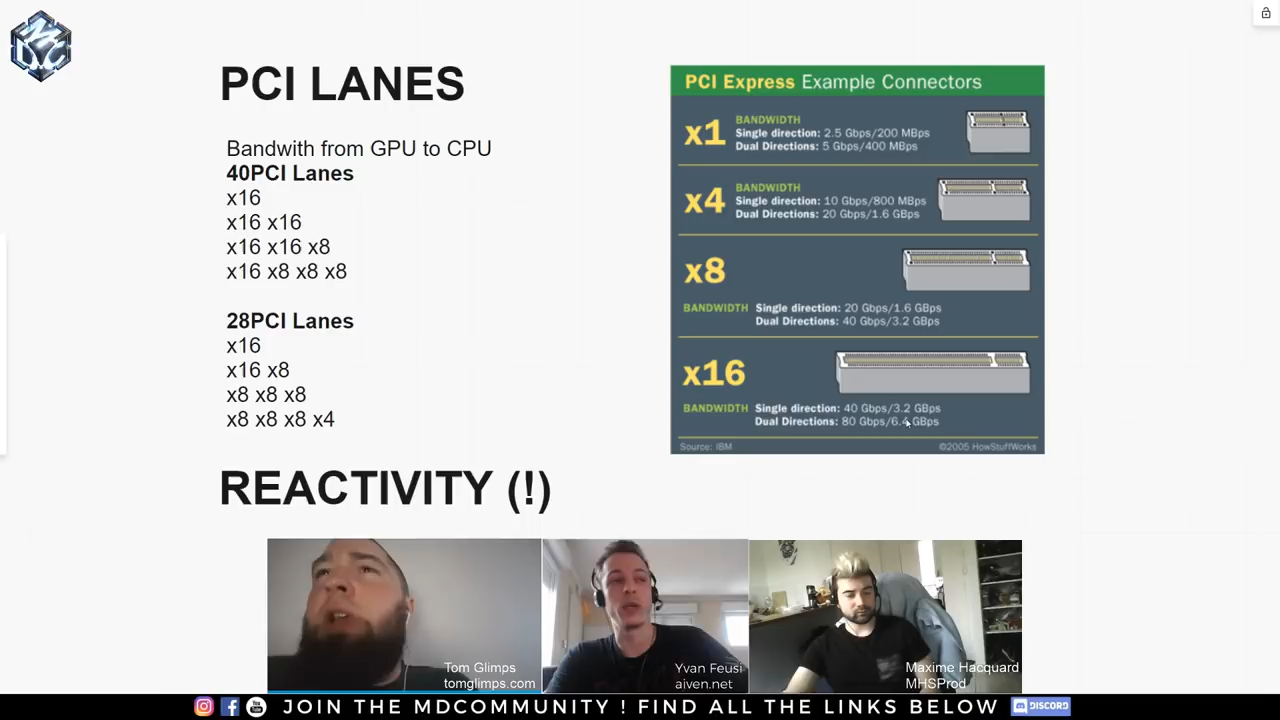 PCI LANES
Bandwith from GPU to CPU
40PCI Lanes
x16
x16 x16
x16 x16 x8
x16 x8 x8 x8
28PCI Lanes
x16
x16 x8
x8 x8 x8
x8 x8 x8 x4
PCI Express Example Connectors
x1
BANDWIDTH
Single direction: 2.5 Gbps/200 MBps
Dual Directions: 5 Gbps/400 MBps
x4
BANDWIDTH
Single direction: 10 Gbps/800 MBps
Dual Directions: 20 Gbps/1.6 GBps
x8
BANDWIDTH Single direction: 20 Gbps/1.6 GBps
Dual Directions: 40 Gbps/3.2 GBps
x16
BANDWIDTH Single direction: 40 Gbps/3.2 GBps
Dual Directions: 80 Gbps/6.4 GBps
Source: IBM ©2005 HowStuffWorks
REACTIVITY (!)
Tom Glimps
tomglimps.com
Yvan Feusi
aiven.net
Maxime Hacquard
MHSProd
JOIN THE MDCOMMUNITY ! FIND ALL THE LINKS BELOW
DISCORD